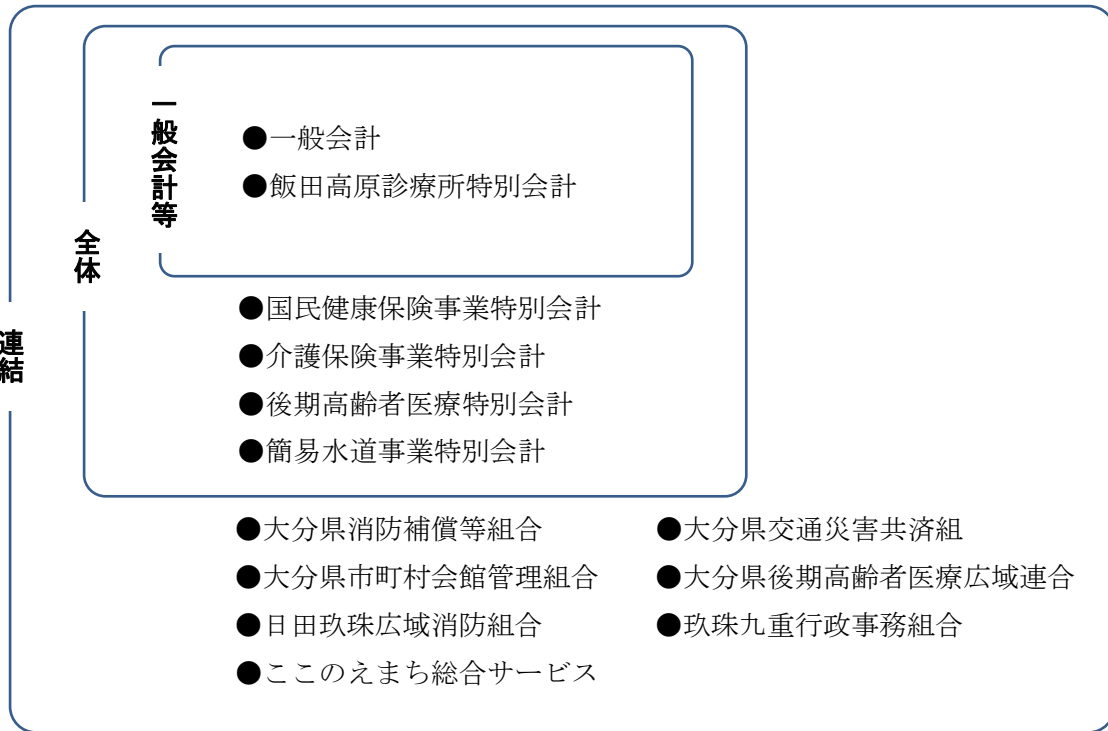 一般会計等
●一般会計
●飯田高原診療所特別会計
全体
●国民健康保険事業特別会計
●介護保険事業特別会計
●後期高齢者医療特別会計
●簡易水道事業特別会計
連結
●大分県消防補償等組合
●大分県交通災害共済組
●大分県市町村会館管理組合
●大分県後期高齢者医療広域連合
●日田玖珠広域消防組合
●玖珠九重行政事務組合
●ここのえまち総合サービス